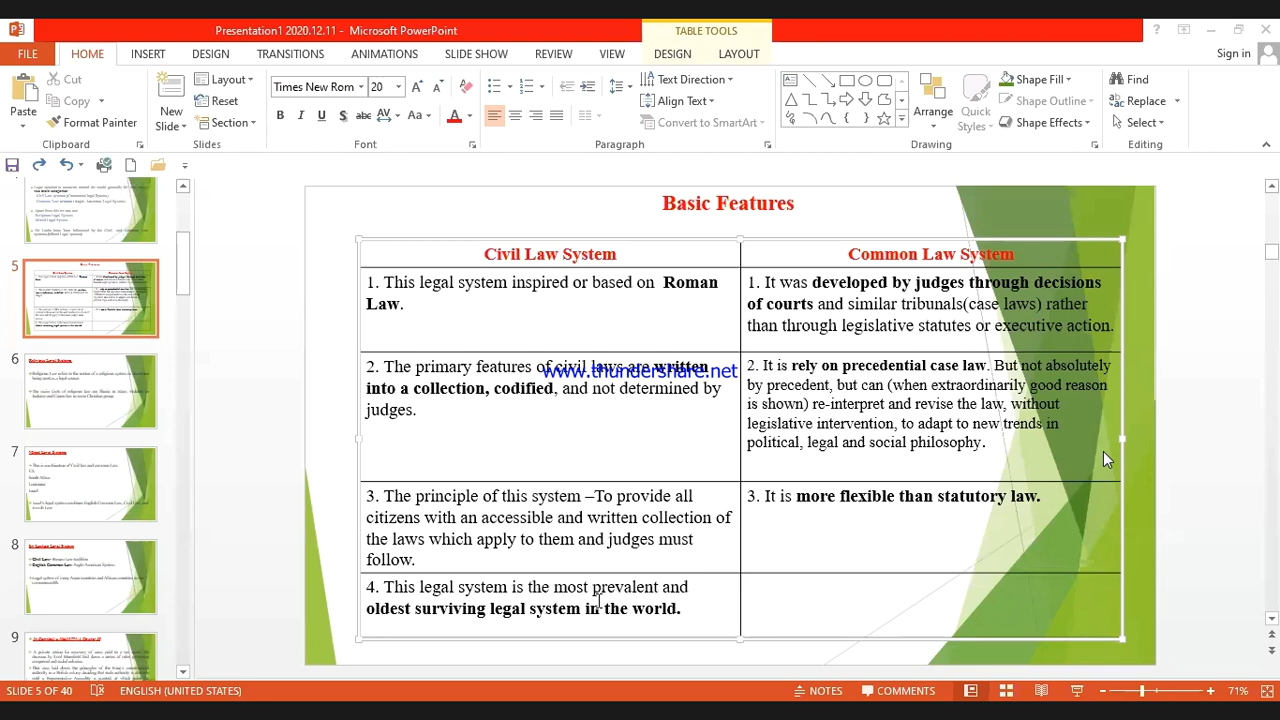 Presentation1 2020.12.11 - Microsoft PowerPoint
TABLE TOOLS
FILE HOME INSERT DESIGN TRANSITIONS ANIMATIONS SLIDE SHOW REVIEW VIEW DESIGN LAYOUT Sign in
Paste
Cut
Copy
Format Painter
Clipboard
New Slide
Layout
Reset
Section
Slides
Times New Rom 20
B I U S abc AV Aa A
Font
Text Direction
Align Text
Convert to SmartArt
Paragraph
Arrange
Quick Styles
Shape Fill
Shape Outline
Shape Effects
Drawing
Find
Replace
Select
Editing
5
6
7
8
9
Basic Features
Civil Law System
Common Law System
1. This legal system inspired or based on Roman
Law.
1. It was developed by judges through decisions
of courts and similar tribunals(case laws) rather
than through legislative statutes or executive action.
2. The primary features of civil laws are written
into a collection, codified, and not determined by
judges.
2. It is rely on precedential case law. But not absolutely
by president, but can (when extraordinarily good reason
is shown) re-interpret and revise the law, without
legislative intervention, to adapt to new trends in
political, legal and social philosophy.
www.thundershare.net
3. The principle of this system –To provide all
citizens with an accessible and written collection of
the laws which apply to them and judges must
follow.
3. It is more flexible than statutory law.
4. This legal system is the most prevalent and
oldest surviving legal system in the world.
SLIDE 5 OF 40 ENGLISH (UNITED STATES) NOTES COMMENTS 71%